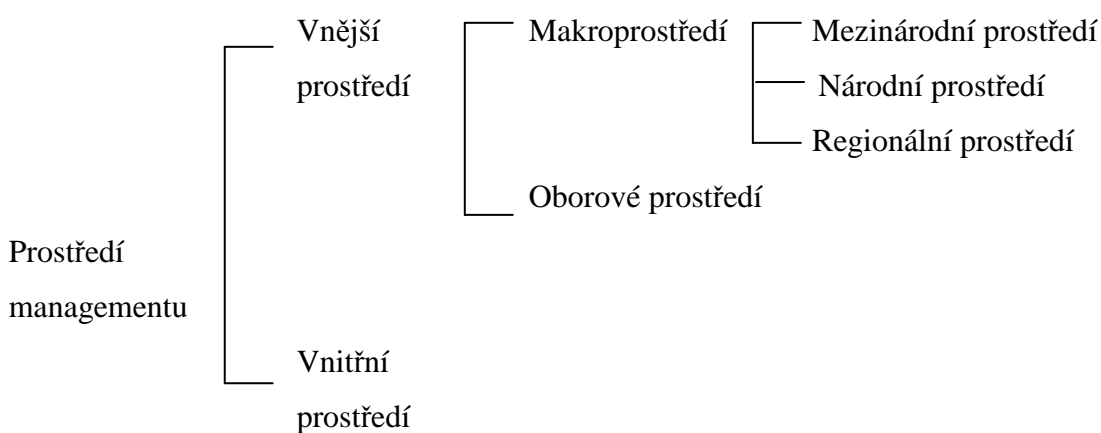 Vnější
prostředí
Makroprostředí
Mezinárodní prostředí
Národní prostředí
Regionální prostředí
Oborové prostředí
Prostředí
managementu
Vnitřní
prostředí